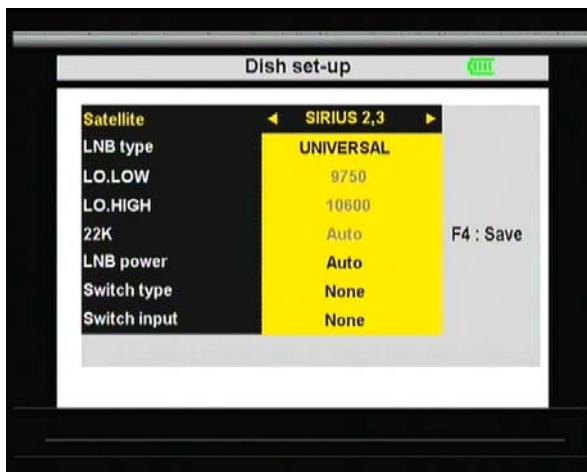 Dish set-up
Satellite ◀ SIRIUS 2,3 ▶
LNB type UNIVERSAL
LO.LOW 9750
LO.HIGH 10600
22K Auto F4 : Save
LNB power Auto
Switch type None
Switch input None